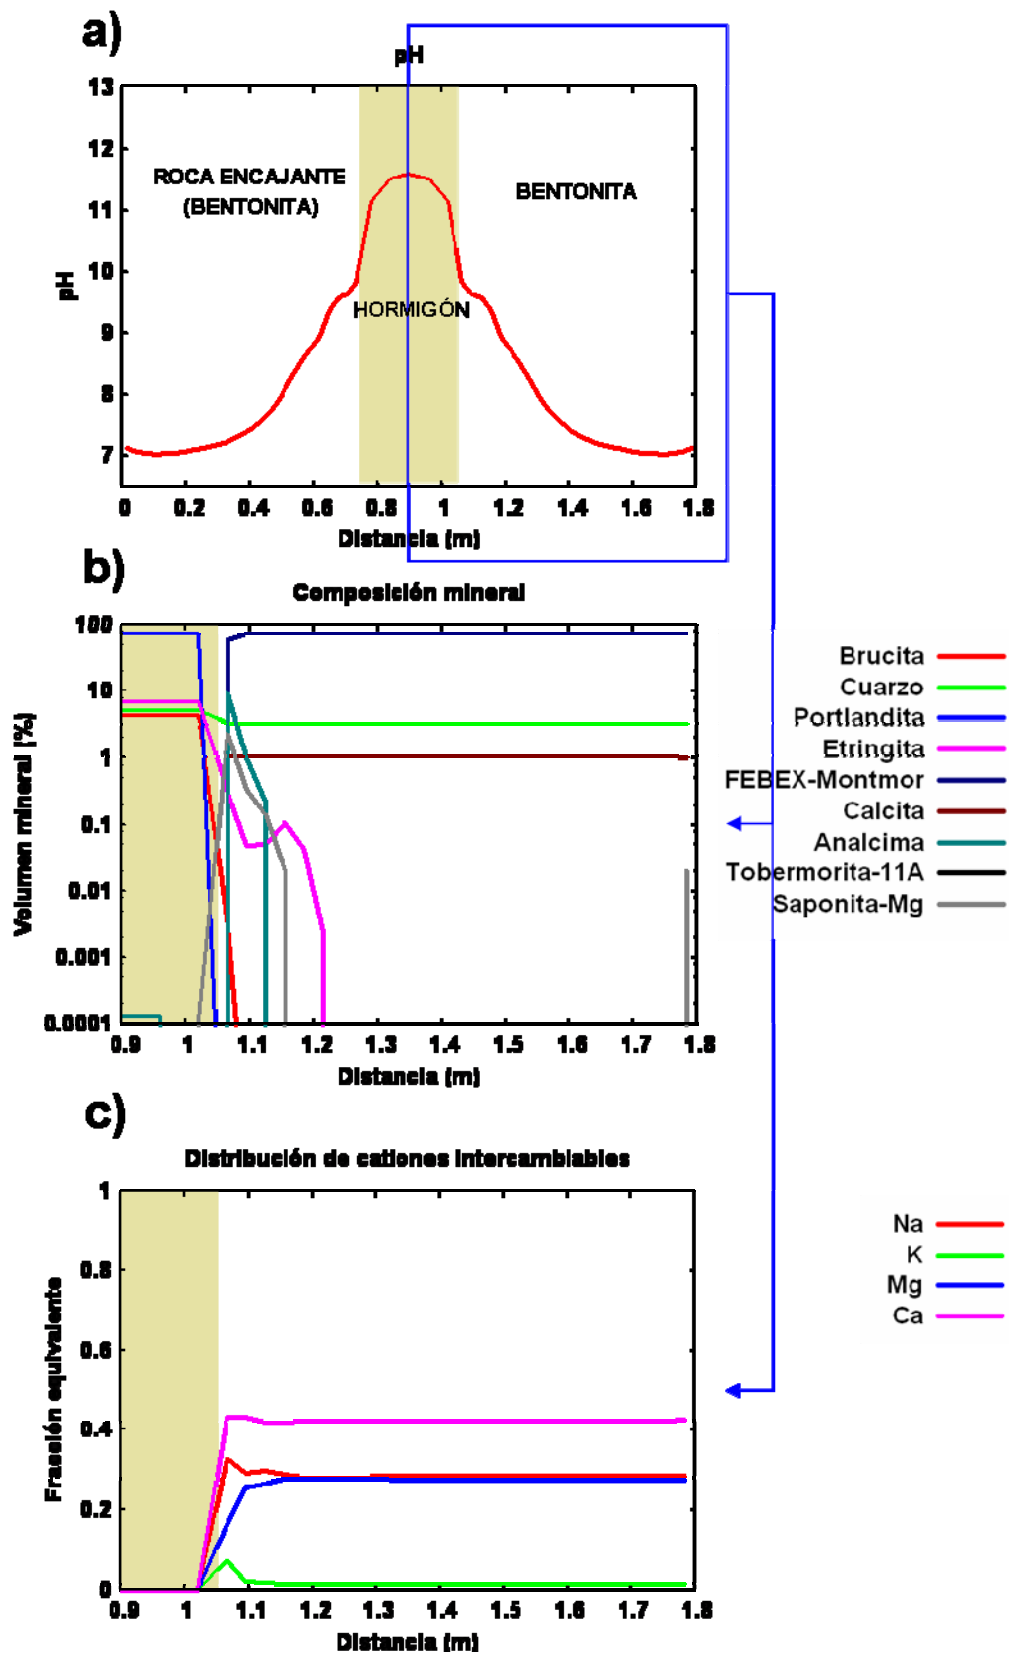 a)
pH
13
12
11
10
9
8
7
pH
ROCA ENCAJANTE
(BENTONITA)
BENTONITA
HORMIGÓN
0 0.2 0.4 0.6 0.8 1 1.2 1.4 1.6 1.8
Distancia (m)
b)
Composición mineral
100
10
1
0.1
0.01
0.001
0.0001
Volumen mineral (%)
0.9 1 1.1 1.2 1.3 1.4 1.5 1.6 1.7 1.8
Distancia (m)
Brucita
Cuarzo
Portlandita
Etringita
FEBEX-Montmor
Calcita
Analcima
Tobermorita-11A
Saponita-Mg
c)
Distribución de cationes intercambiables
1
0.8
0.6
0.4
0.2
0
Fracción equivalente
0.9 1 1.1 1.2 1.3 1.4 1.5 1.6 1.7 1.8
Distancia (m)
Na
K
Mg
Ca